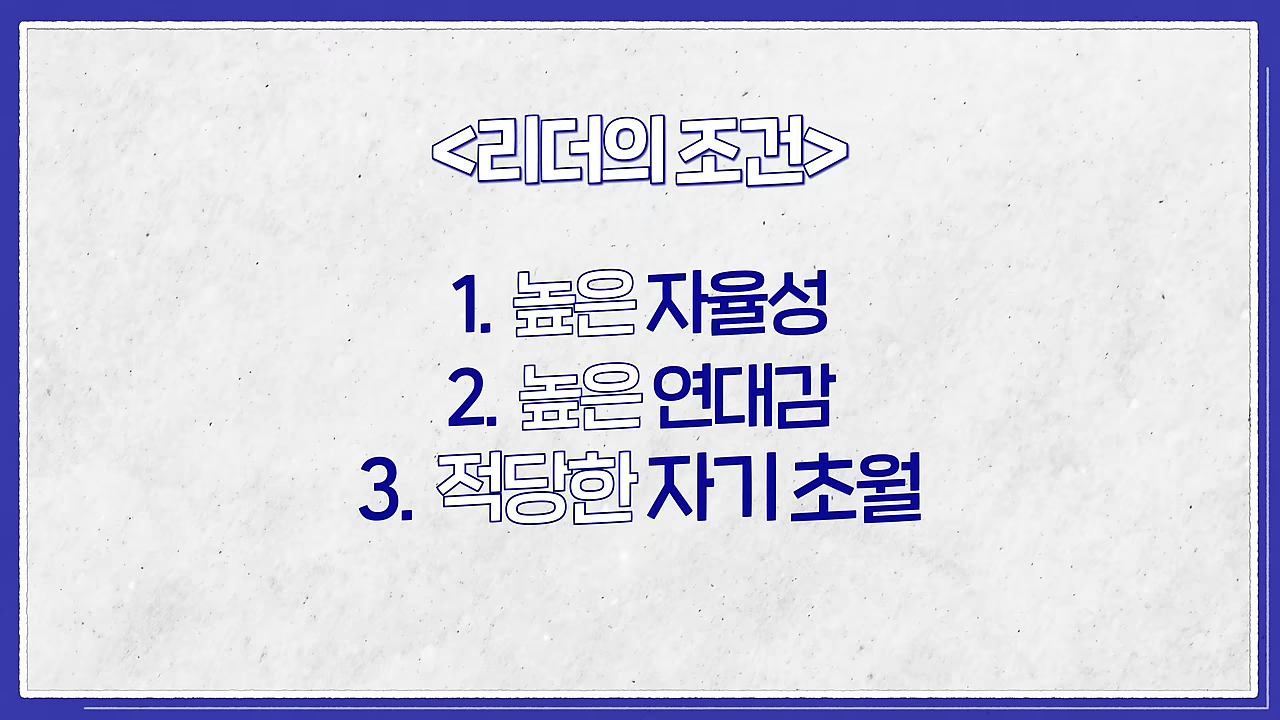 <리더의 조건>
1. 높은 자율성
2. 높은 연대감
3. 적당한 자기 초월